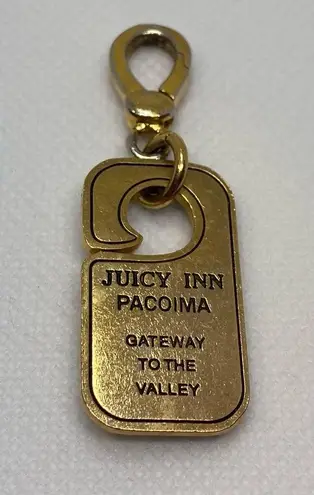 JUICY INN
PACOIMA
GATEWAY
TO THE
VALLEY